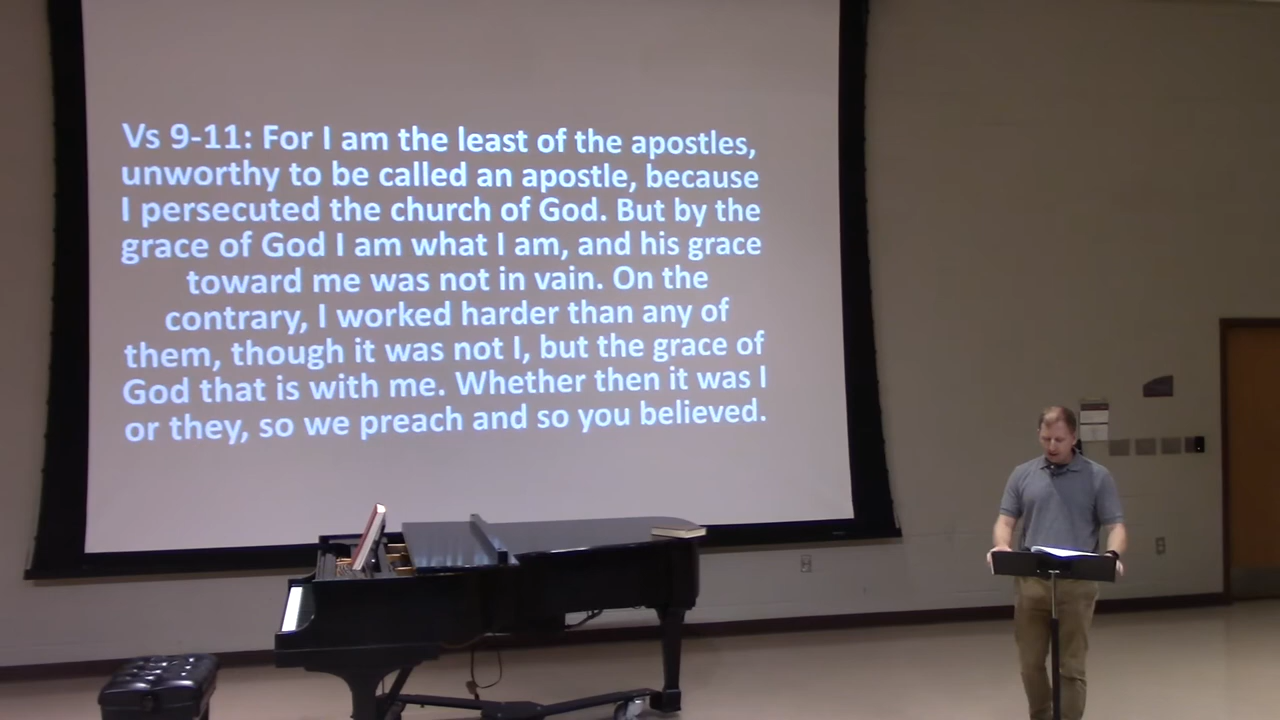 Vs 9-11: For I am the least of the apostles,
unworthy to be called an apostle, because
I persecuted the church of God. But by the
grace of God I am what I am, and his grace
toward me was not in vain. On the
contrary, I worked harder than any of
them, though it was not I, but the grace of
God that is with me. Whether then it was I
or they, so we preach and so you believed.